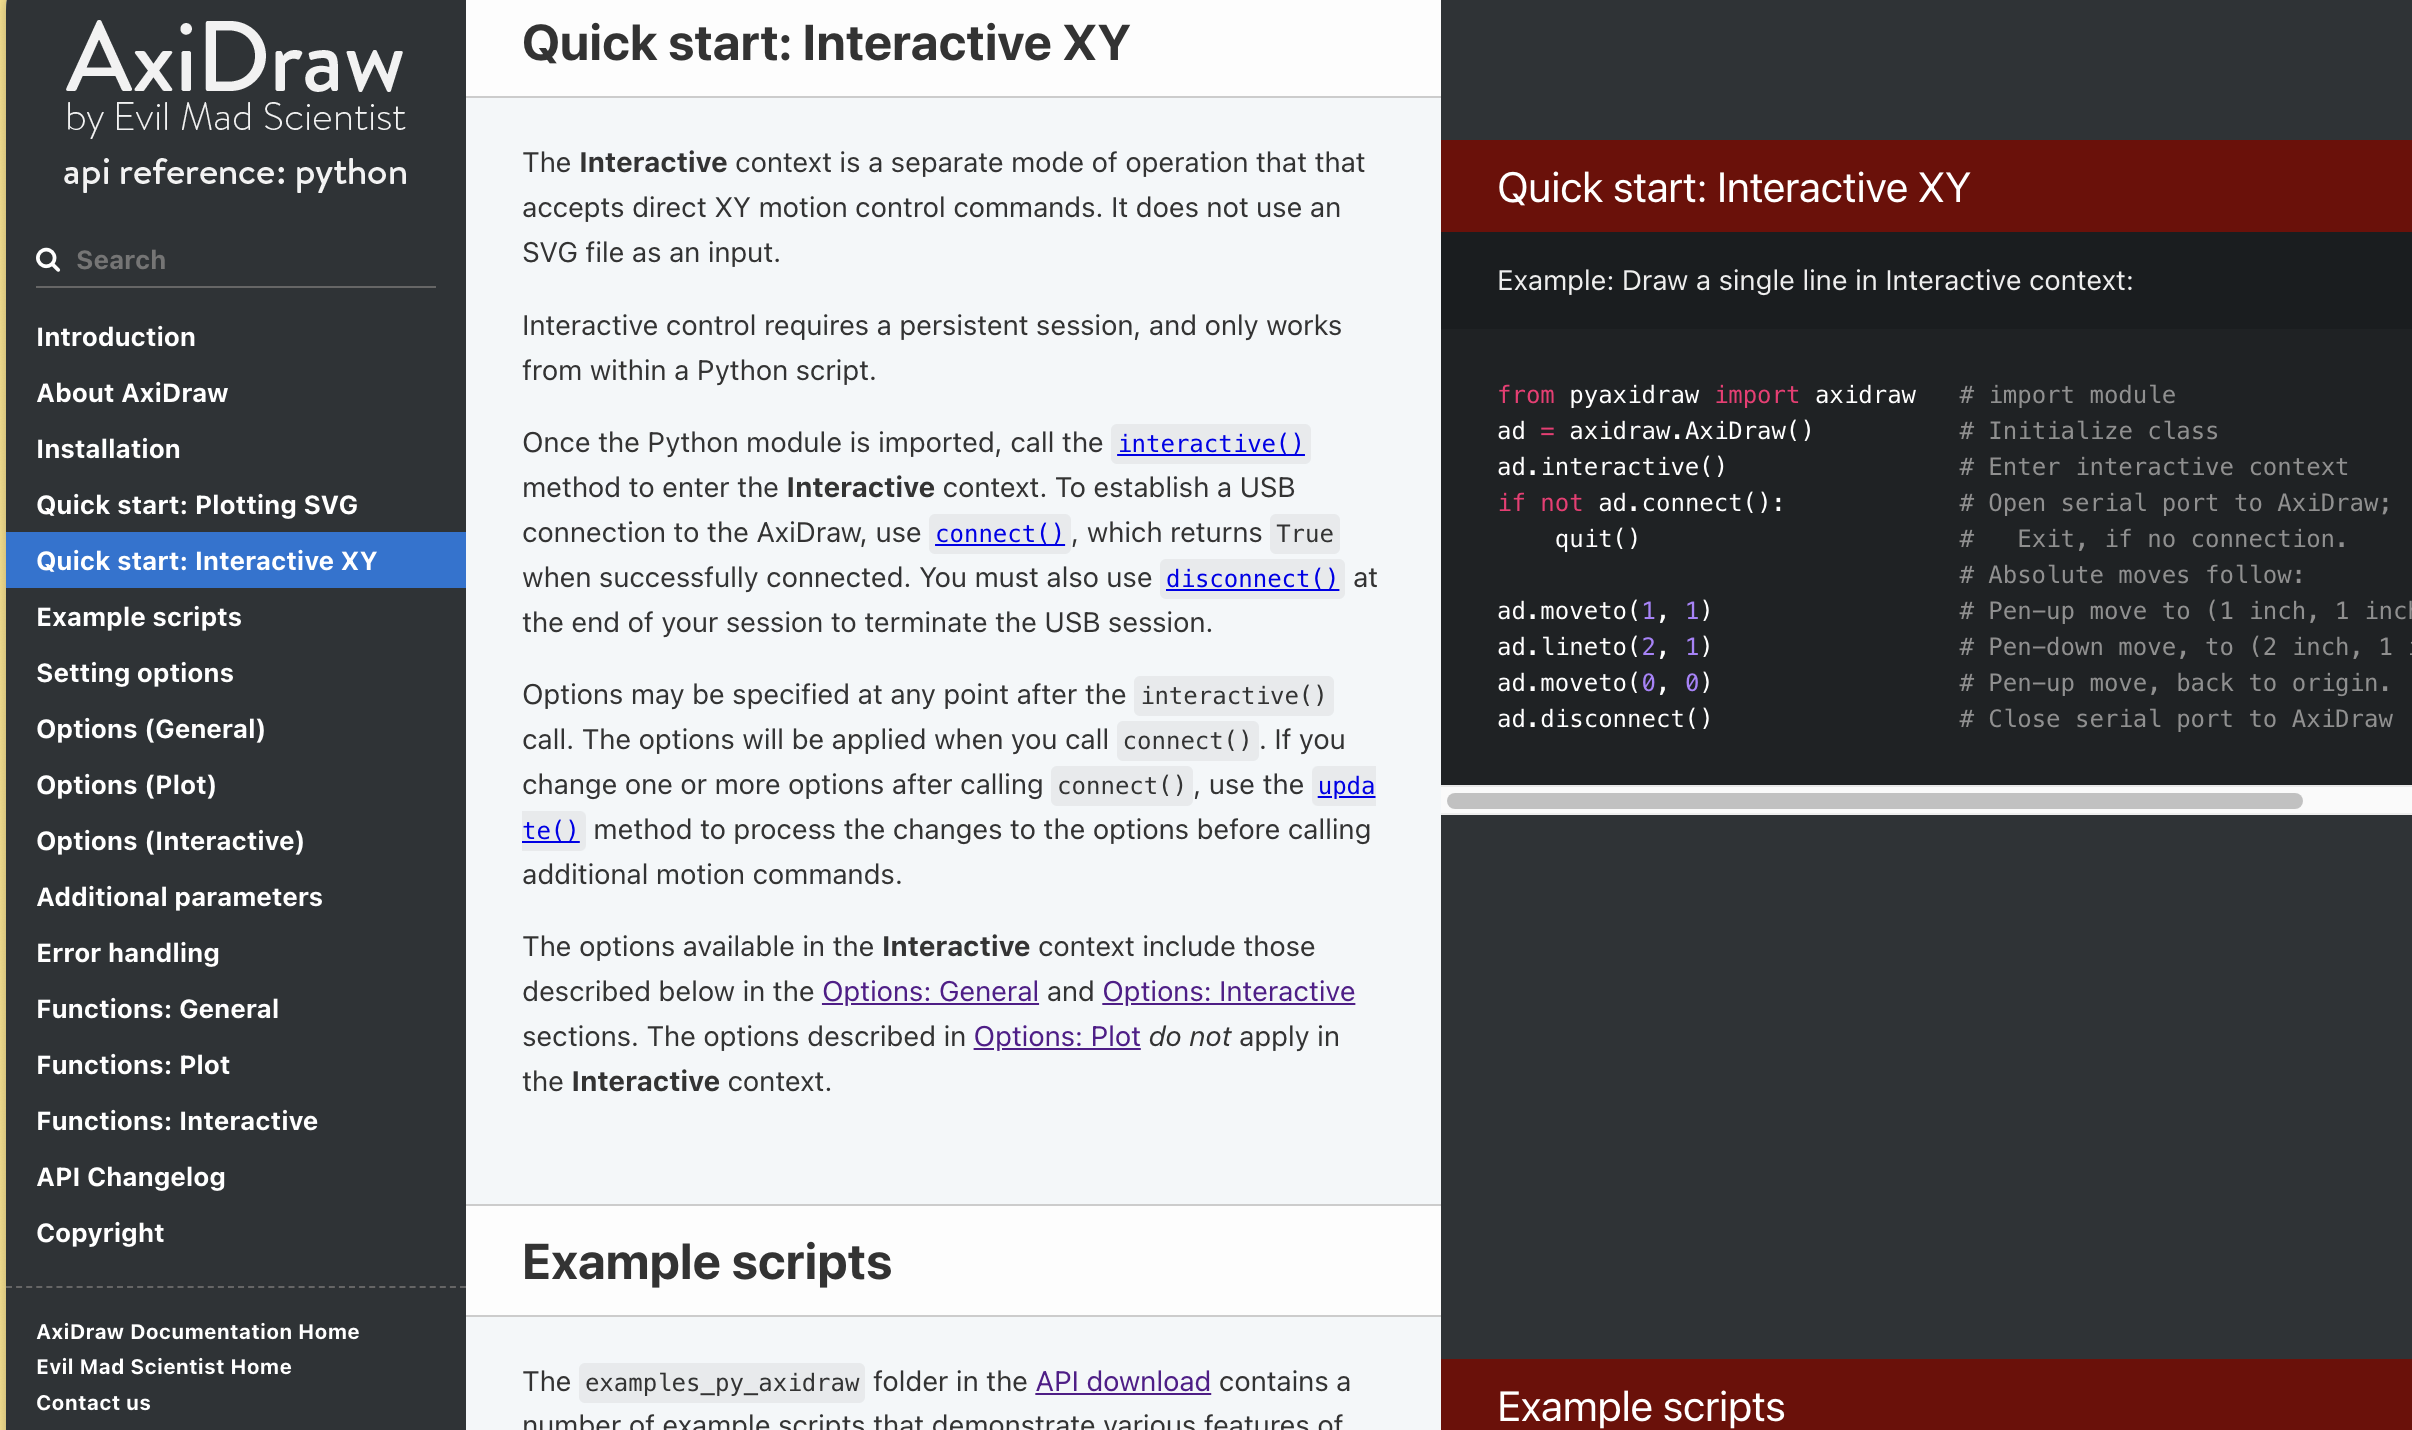 AxiDraw
by Evil Mad Scientist
api reference: python
Search
Introduction
About AxiDraw
Installation
Quick start: Plotting SVG
Quick start: Interactive XY
Example scripts
Setting options
Options (General)
Options (Plot)
Options (Interactive)
Additional parameters
Error handling
Functions: General
Functions: Plot
Functions: Interactive
API Changelog
Copyright
AxiDraw Documentation Home
Evil Mad Scientist Home
Contact us
Quick start: Interactive XY
The Interactive context is a separate mode of operation that that
accepts direct XY motion control commands. It does not use an
SVG file as an input.
Interactive control requires a persistent session, and only works
from within a Python script.
Once the Python module is imported, call the interactive()
method to enter the Interactive context. To establish a USB
connection to the AxiDraw, use connect(), which returns True
when successfully connected. You must also use disconnect() at
the end of your session to terminate the USB session.
Options may be specified at any point after the interactive()
call. The options will be applied when you call connect(). If you
change one or more options after calling connect(), use the upda
te() method to process the changes to the options before calling
additional motion commands.
The options available in the Interactive context include those
described below in the Options: General and Options: Interactive
sections. The options described in Options: Plot do not apply in
the Interactive context.
Example scripts
The examples_py_axidraw folder in the API download contains a
number of example scripts that demonstrate various features of
Quick start: Interactive XY
Example: Draw a single line in Interactive context:
from pyaxidraw import axidraw   # import module
ad = axidraw.AxiDraw()          # Initialize class
ad.interactive()                # Enter interactive context
if not ad.connect():            # Open serial port to AxiDraw;
    quit()                      #   Exit, if no connection.
                                # Absolute moves follow:
ad.moveto(1, 1)                 # Pen-up move to (1 inch, 1 inch
ad.lineto(2, 1)                 # Pen-down move, to (2 inch, 1
ad.moveto(0, 0)                 # Pen-up move, back to origin.
ad.disconnect()                 # Close serial port to AxiDraw
Example scripts